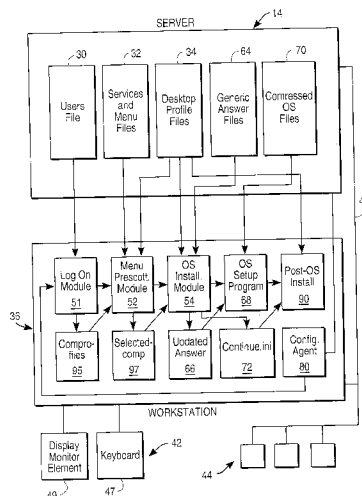 SERVER
14
30
32
34
64
70
Users
File
Services
and
Menu
Files
Desktop
Profile
Files
Generic
Answer
Files
Comressed
OS
Files
36
Log On
Module
51
Menu
Prescott.
Module
52
OS
Install.
Module
54
OS
Setup
Program
68
Post-OS
Install
90
Compro-
files
95
Selected-
comp
97
Updated
Answer
66
Continue.ini
72
Config.
Agent
80
WORKSTATION
Display
Monitor
Element
49
Keyboard
47
42
44